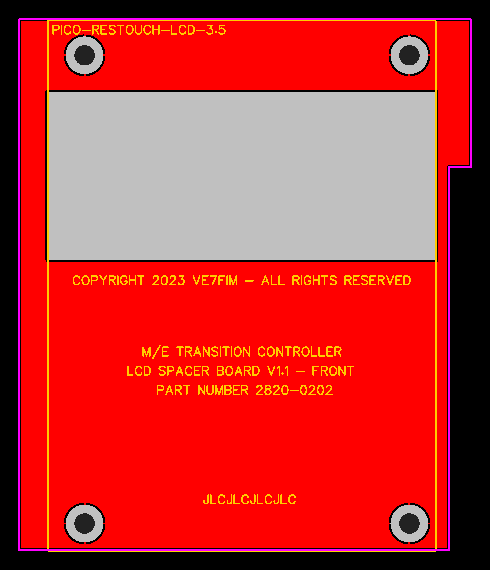 PICO-RESTOUCH-LCD-3.5
COPYRIGHT 2023 VE7FIM - ALL RIGHTS RESERVED
M/E TRANSITION CONTROLLER
LCD SPACER BOARD V1.1 - FRONT
PART NUMBER 2820-0202
JLCJLCJLCJLC